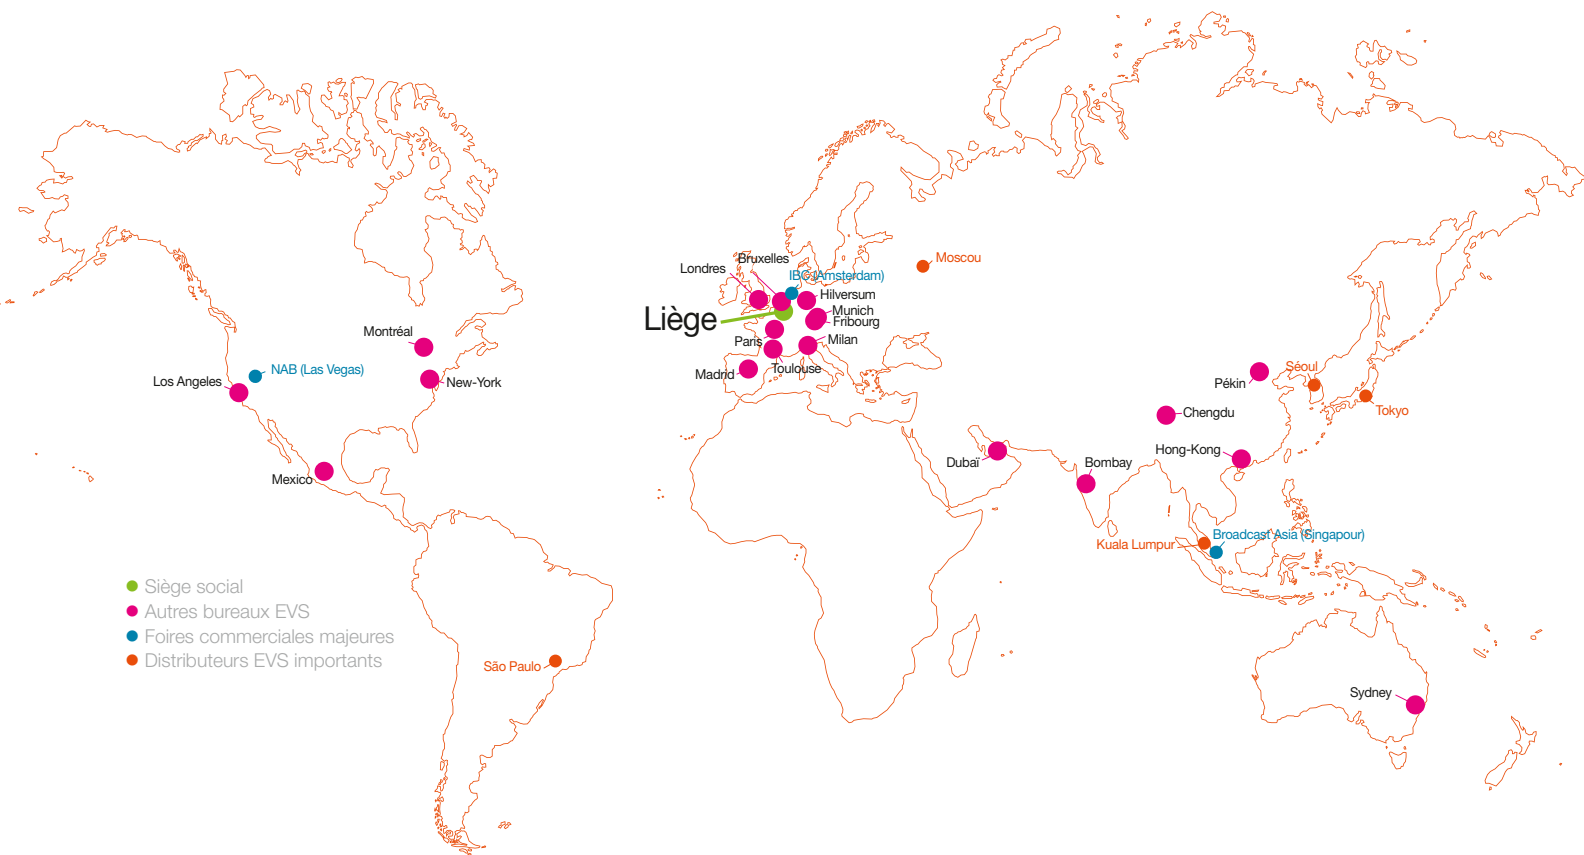 Moscou
Bruxelles
Londres
IBC (Amsterdam)
Hilversum
Liège
Munich
Fribourg
Montréal
Paris
Milan
NAB (Las Vegas)
Séoul
Toulouse
Madrid
Los Angeles
New-York
Pékin
Tokyo
Chengdu
Hong-Kong
Dubaï
Bombay
Mexico
Broadcast Asia (Singapour)
Kuala Lumpur
Siège social
Autres bureaux EVS
Foires commerciales majeures
Distributeurs EVS importants
São Paulo
Sydney